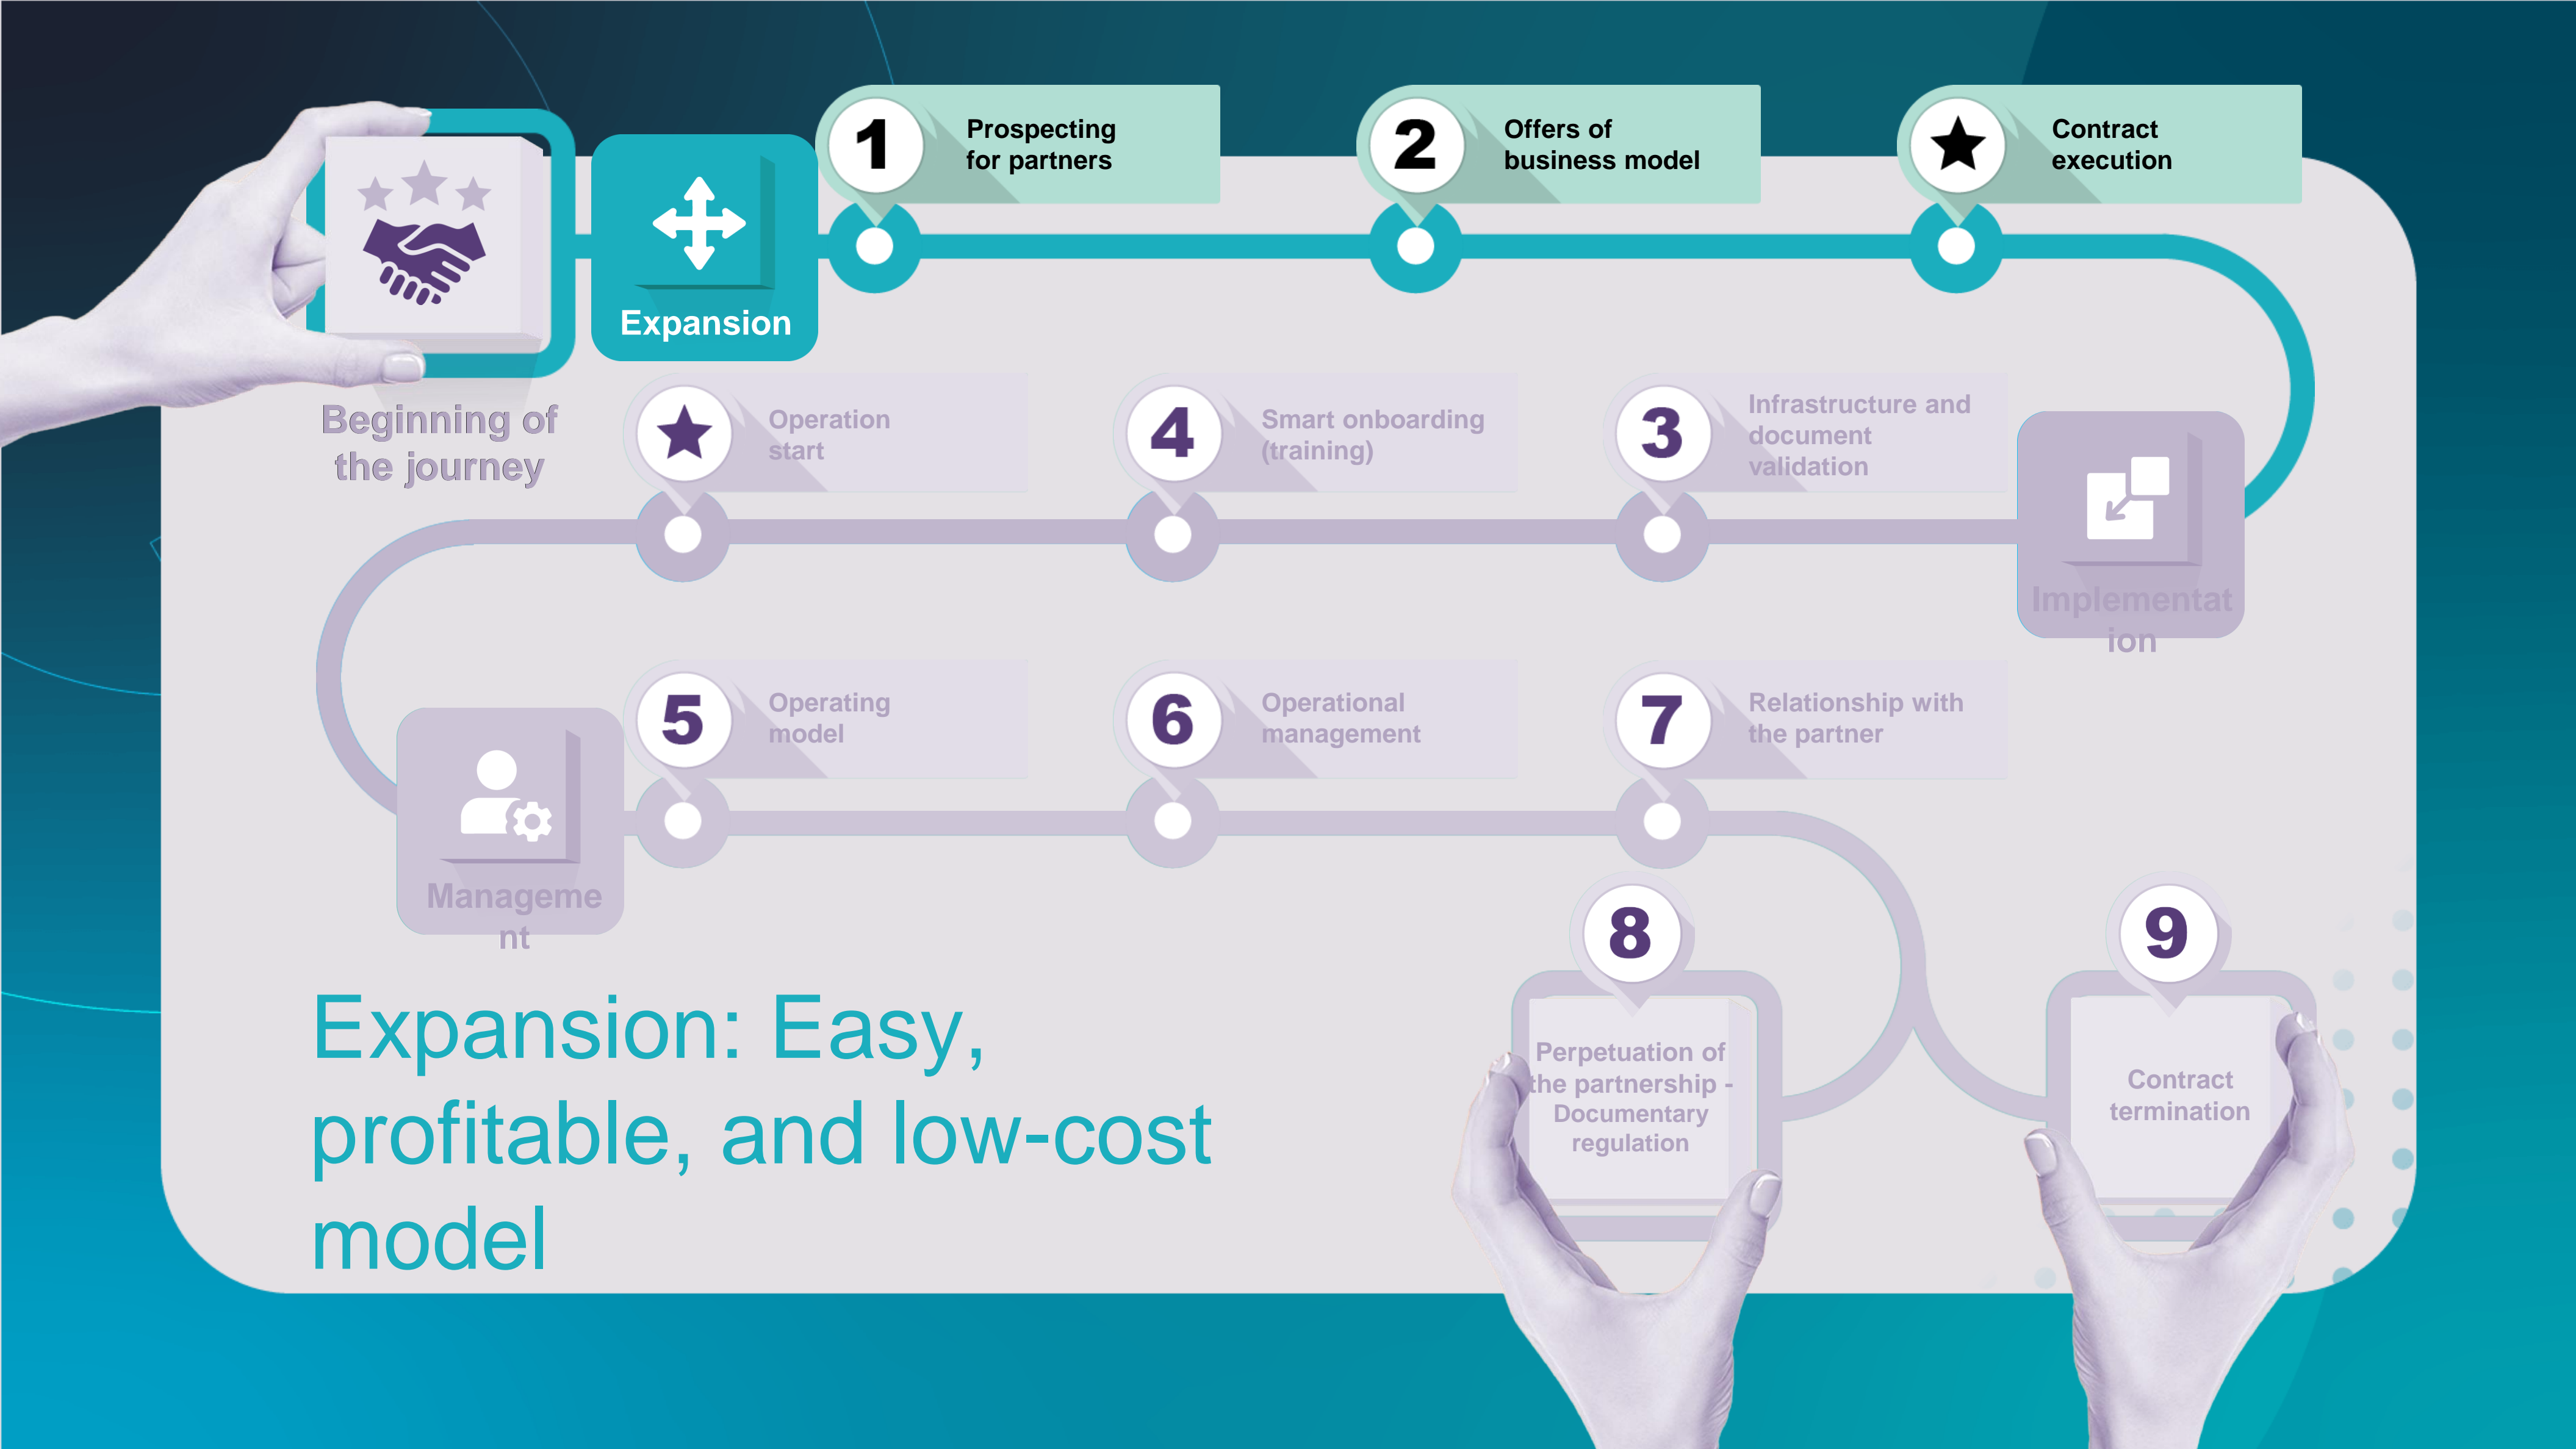 1
Prospecting
for partners
2
Offers of
business model
Contract
execution
Expansion
Beginning of
the journey
Operation
start
4
Smart onboarding
(training)
3
Infrastructure and
document
validation
Implementat
ion
5
Operating
model
6
Operational
management
7
Relationship with
the partner
Manageme
nt
8
Perpetuation of
the partnership -
Documentary
regulation
9
Contract
termination
Expansion: Easy,
profitable, and low-cost
model